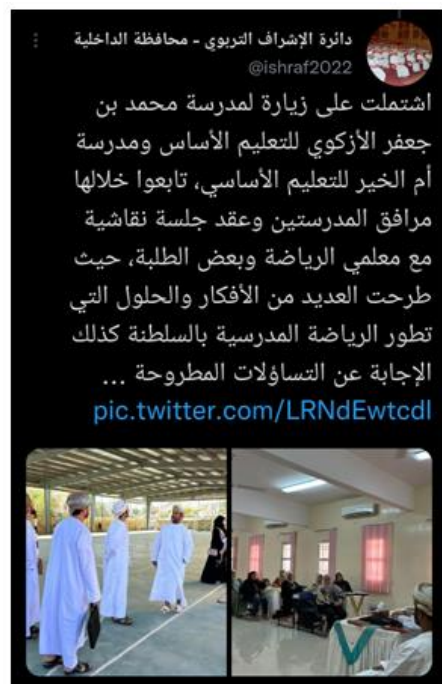 دائرة الإشراف التربوي - محافظة الداخلية
@ishraf2022
اشتملت على زيارة لمدرسة محمد بن
جعفر الأزكوي للتعليم الأساس ومدرسة
أم الخير للتعليم الأساسي، تابعوا خلالها
مرافق المدرستين وعقد جلسة نقاشية
مع معلمي الرياضة وبعض الطلبة، حيث
طرحت العديد من الأفكار والحلول التي
تطور الرياضة المدرسية بالسلطنة كذلك
الإجابة عن التساؤلات المطروحة ...
pic.twitter.com/LRNdEwtcdl